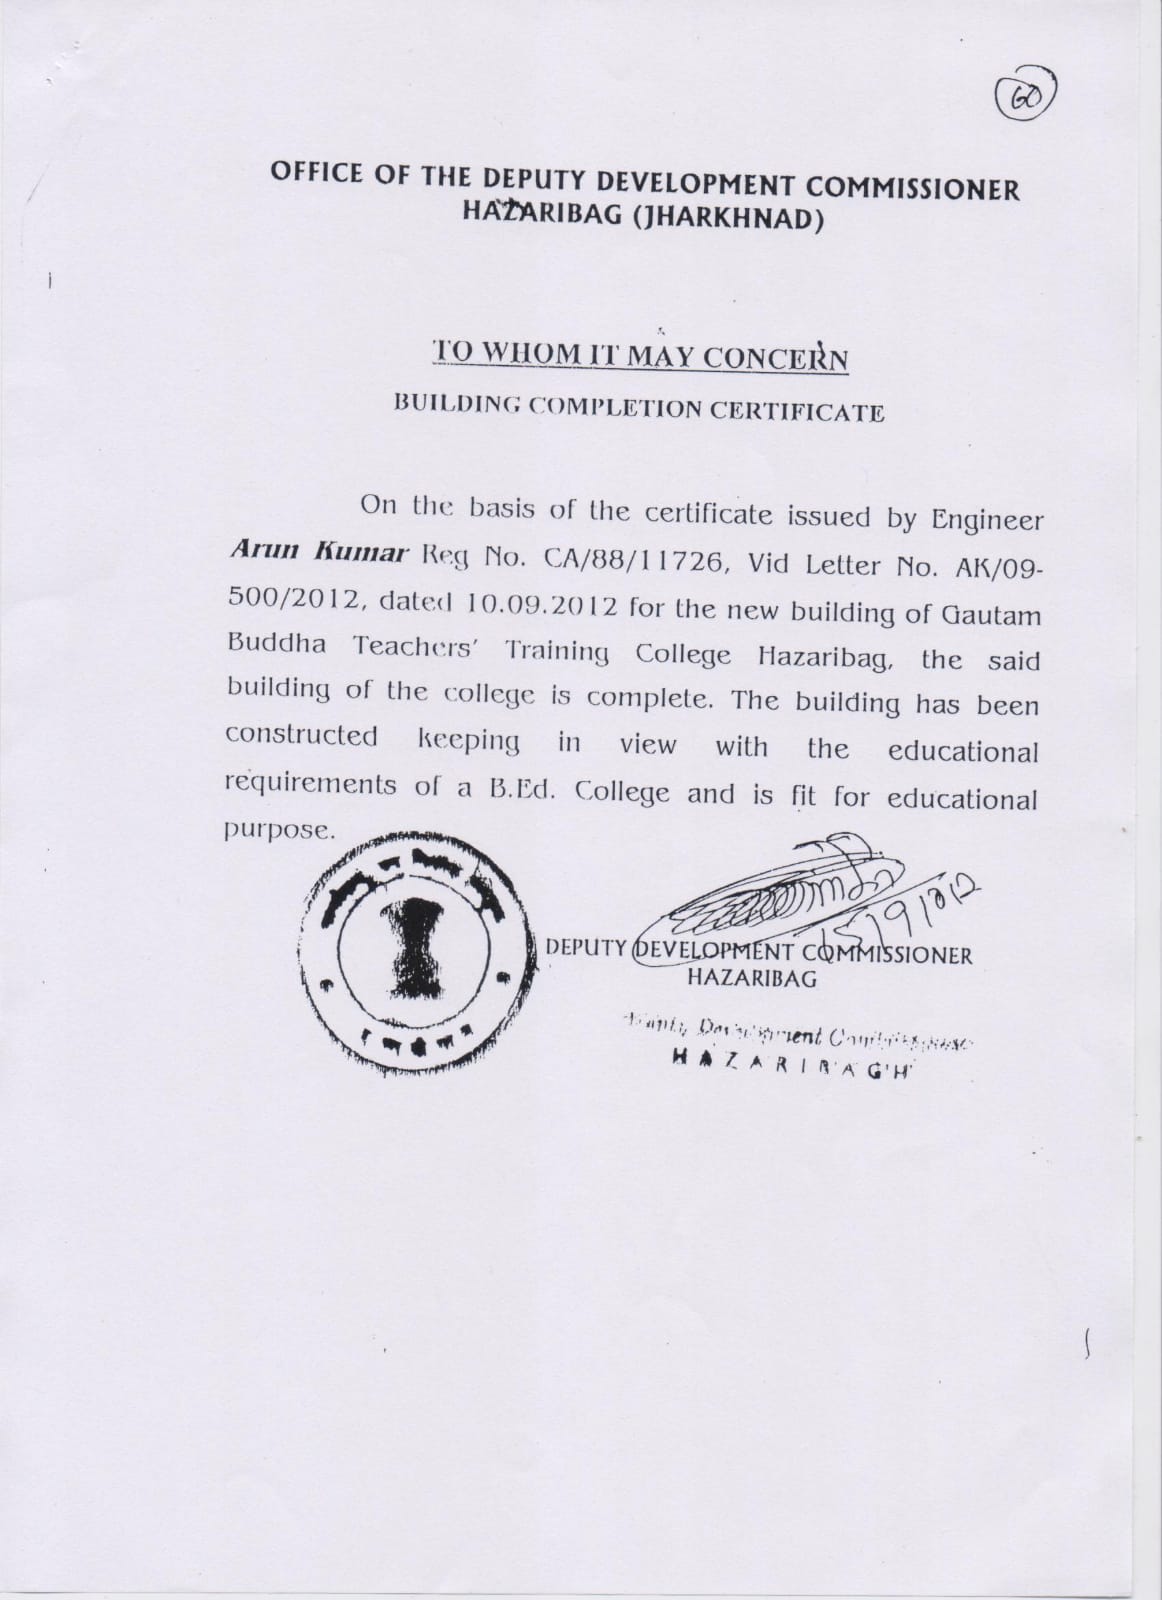 60
OFFICE OF THE DEPUTY DEVELOPMENT COMMISSIONER
HAZARIBAG (JHARKHNAD)
TO WHOM IT MAY CONCERN
BUILDING COMPLETION CERTIFICATE
On the basis of the certificate issued by Engineer
Arun Kumar Reg No. CA/88/11726, Vid Letter No. AK/09-
500/2012, dated 10.09.2012 for the new building of Gautam
Buddha Teachers' Training College Hazaribag, the said
building of the college is complete. The building has been
constructed keeping in view with the educational
requirements of a B.Ed. College and is fit for educational
purpose.
DEPUTY DEVELOPMENT COMMISSIONER
HAZARIBAG
Deputy Development Commissioner
HAZARIBAGH